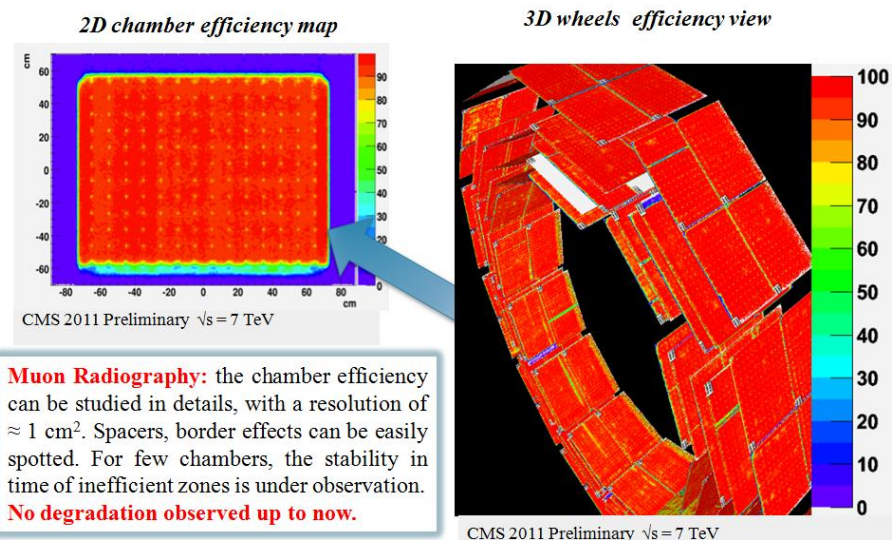 2D chamber efficiency map
3D wheels efficiency view
cm
60
40
20
0
-20
-40
-60
-80 -60 -40 -20 0 20 40 60 80
cm
90
80
70
60
50
40
30
20
0
CMS 2011 Preliminary √s = 7 TeV
Muon Radiography: the chamber efficiency
can be studied in details, with a resolution of
≈ 1 cm². Spacers, border effects can be easily
spotted. For few chambers, the stability in
time of inefficient zones is under observation.
No degradation observed up to now.
100
90
80
70
60
50
40
30
20
10
0
CMS 2011 Preliminary √s = 7 TeV